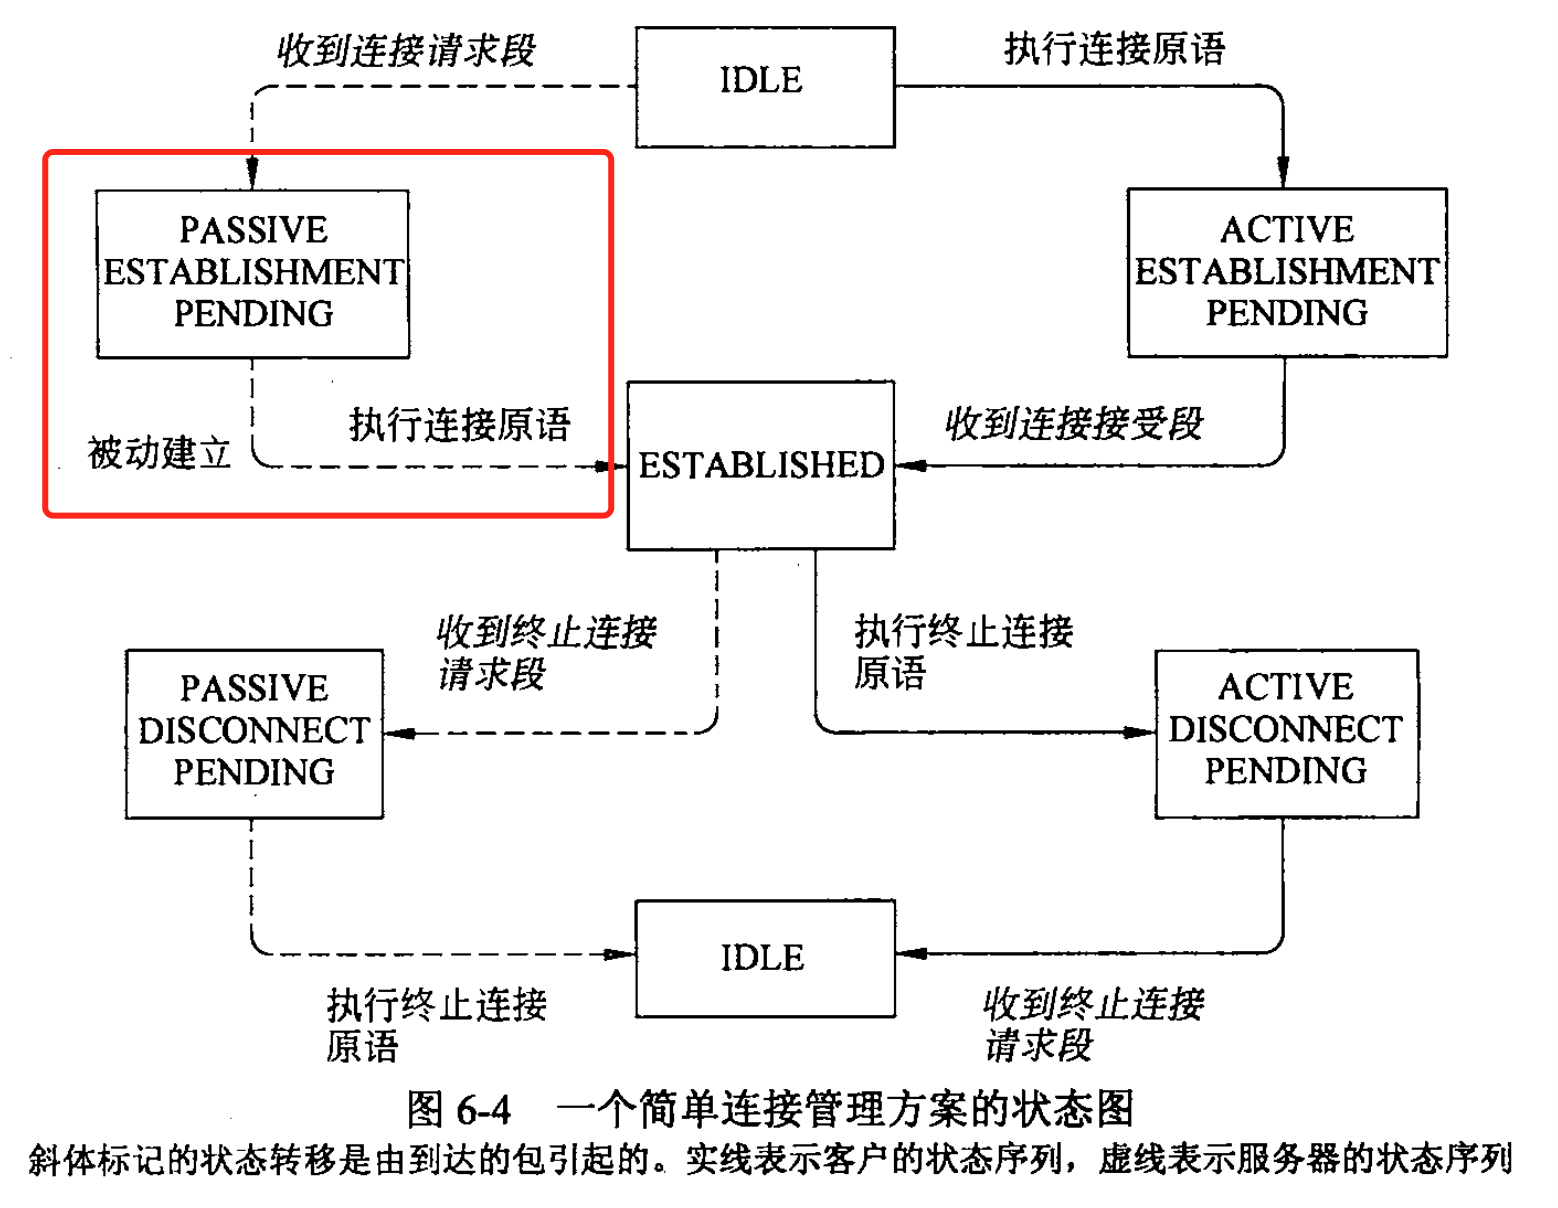 收到连接请求段
IDLE
执行连接原语
PASSIVE
ESTABLISHMENT
PENDING
ACTIVE
ESTABLISHMENT
PENDING
被动建立
执行连接原语
ESTABLISHED
收到连接接受段
收到终止连接
请求段
执行终止连接
原语
PASSIVE
DISCONNECT
PENDING
ACTIVE
DISCONNECT
PENDING
执行终止连接
原语
IDLE
收到终止连接
请求段
图 6-4 一个简单连接管理方案的状态图
斜体标记的状态转移是由到达的包引起的。实线表示客户的状态序列，虚线表示服务器的状态序列